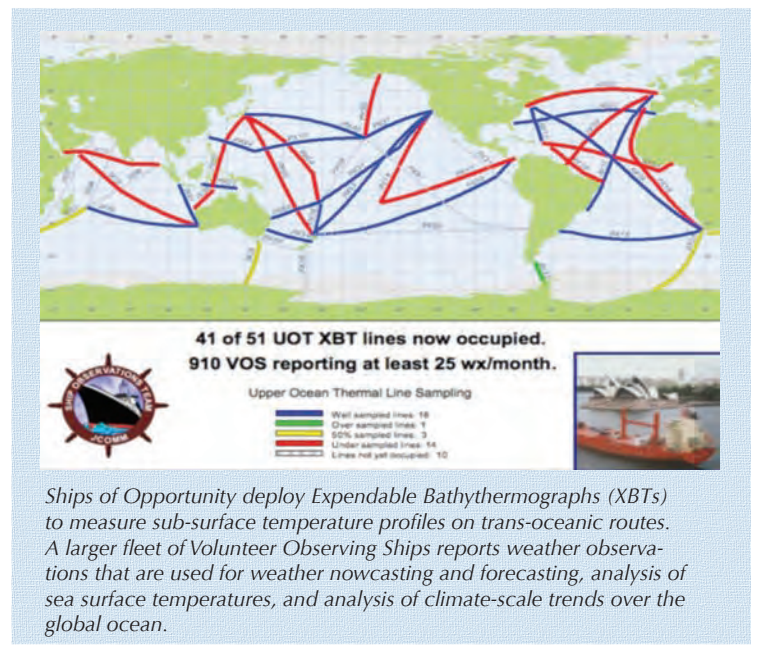 41 of 51 UOT XBT lines now occupied.
910 VOS reporting at least 25 wx/month.
SHIP OBSERVATIONS TEAM
JCOMM
Upper Ocean Thermal Line Sampling
Well sampled lines:
Over sampled lines: 1
50% sampled lines: 3
Under sampled lines: 14
Lines not yet occupied: 10
Ships of Opportunity deploy Expendable Bathythermographs (XBTs)
to measure sub-surface temperature profiles on trans-oceanic routes.
A larger fleet of Volunteer Observing Ships reports weather observa-
tions that are used for weather nowcasting and forecasting, analysis of
sea surface temperatures, and analysis of climate-scale trends over the
global ocean.